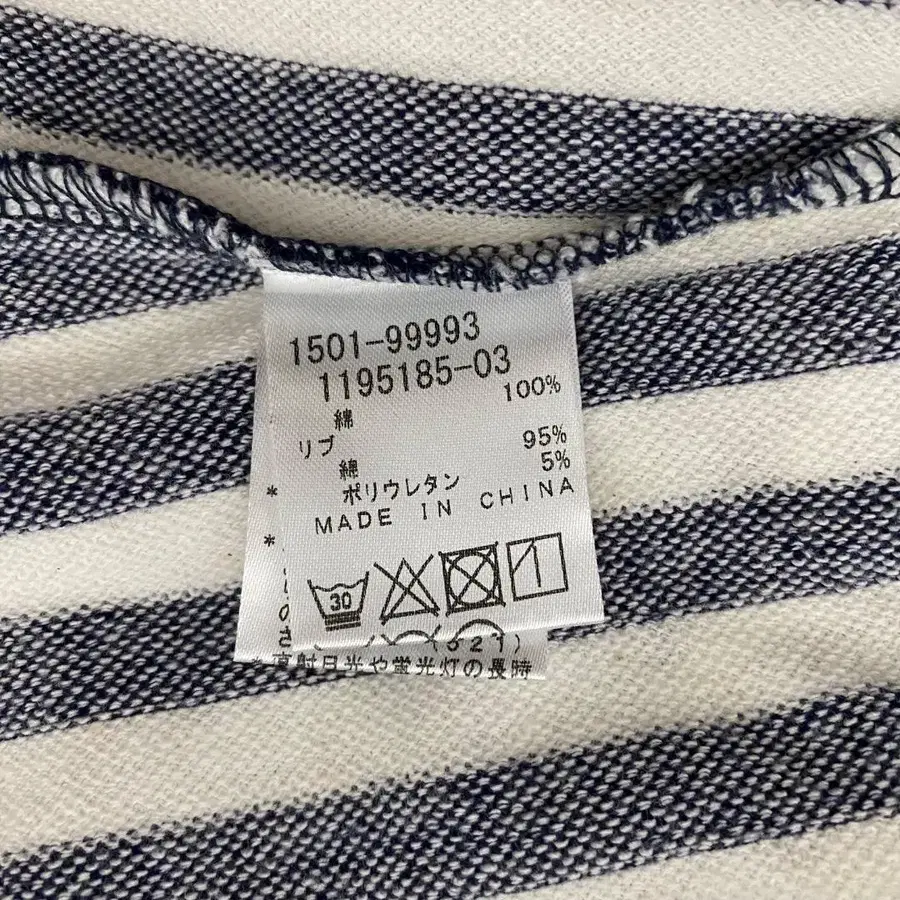 1501-99993
1195185-03
綿 100%
リブ
綿 95%
* ポリウレタン 5%
* MADE IN CHINA
30
(321)
* 直射日光や蛍光灯の長時